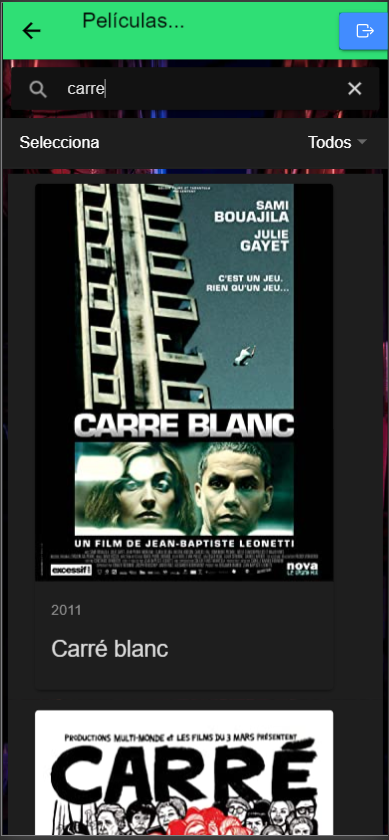 Películas...
carre
Selecciona
Todos
SAMI
BOUAJILA
JULIE
GAYET
C'EST UN JEU.
RIEN QU'UN JEU...
CARRE BLANC
UN FILM DE JEAN-BAPTISTE LEONETTI
excessif!
nova
2011
Carré blanc
PRODUCTIONS MULTI-MONDE et LES FILMS DU 3 MARS PRÉSENTENT
CARRÉ